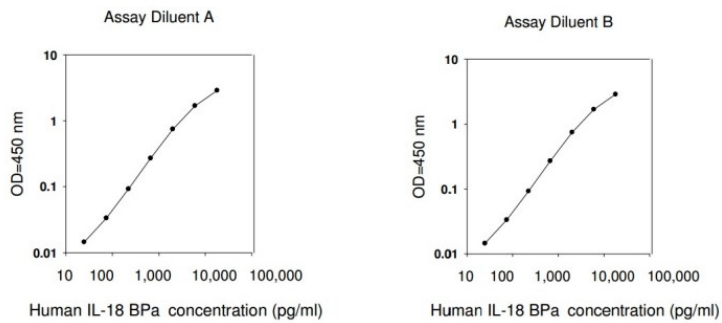 Assay Diluent A
10
1
0.1
0.01
OD=450 nm
10 100 1,000 10,000 100,000
Human IL-18 BPa concentration (pg/ml)
Assay Diluent B
10
1
0.1
0.01
OD=450 nm
10 100 1,000 10,000 100,000
Human IL-18 BPa concentration (pg/ml)